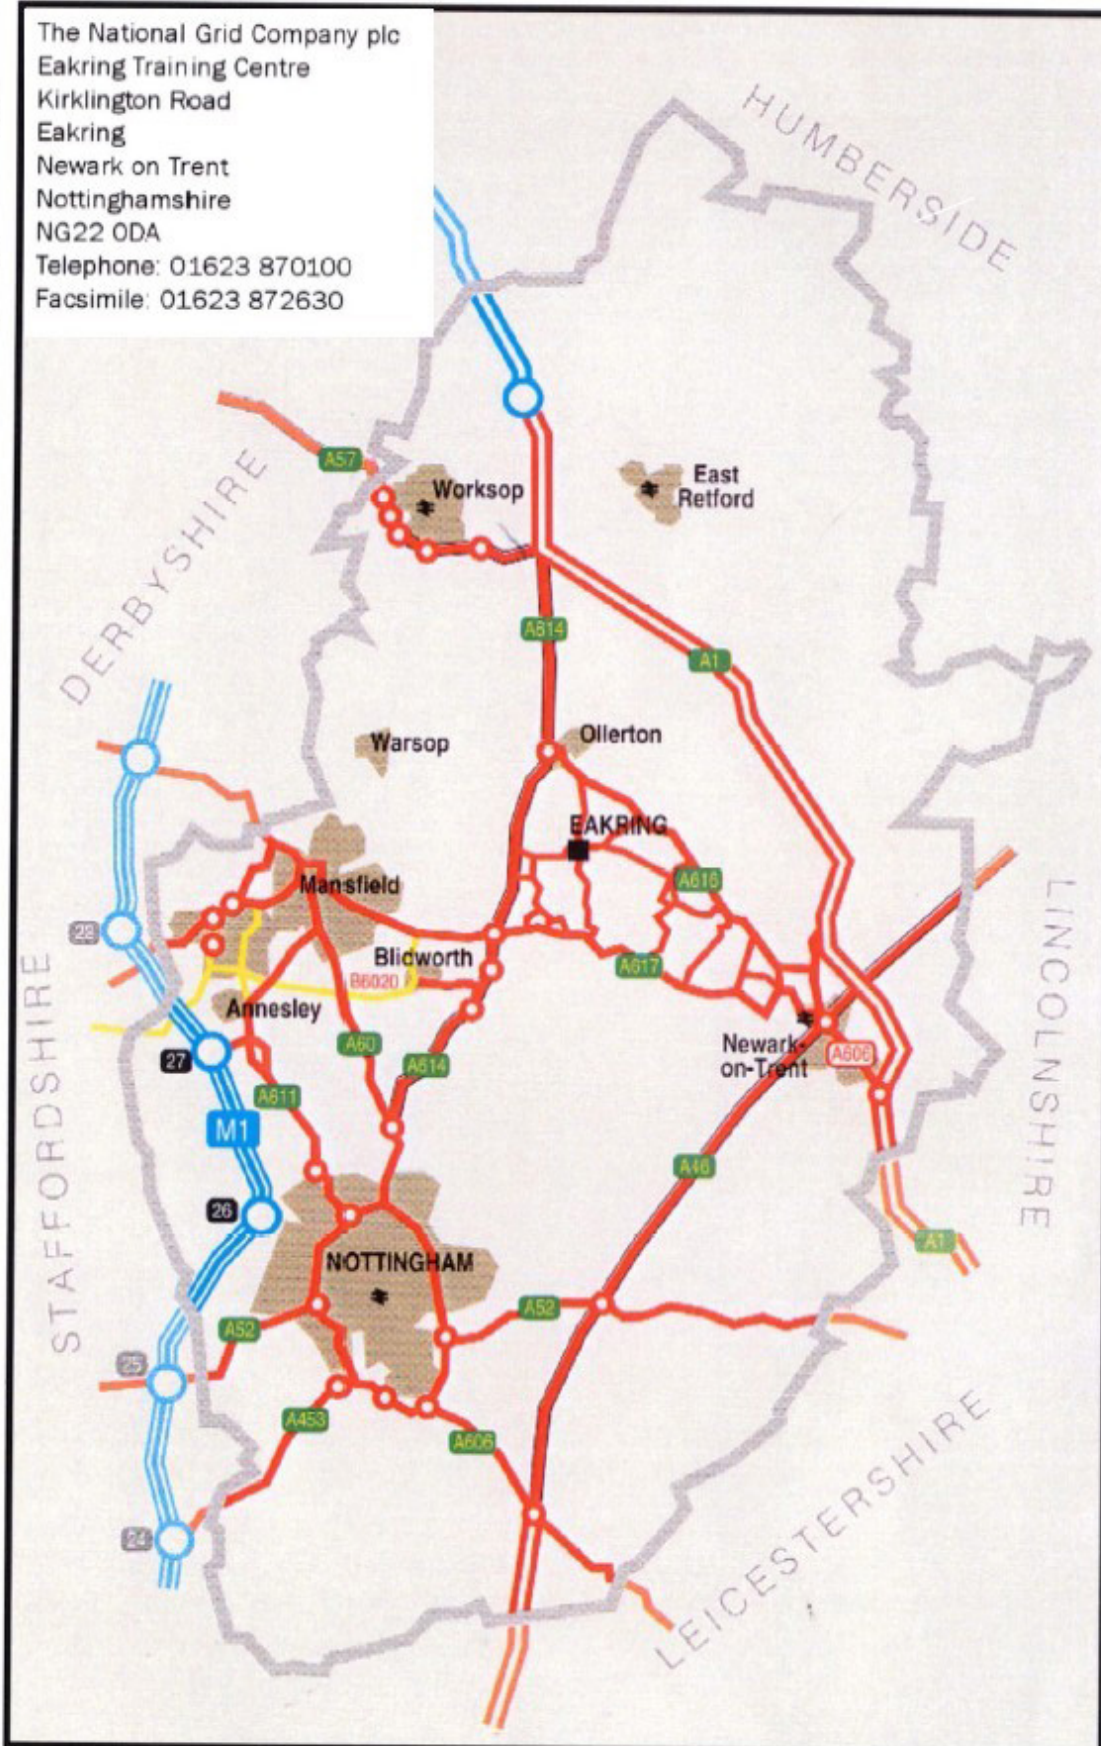 The National Grid Company plc
Eakring Training Centre
Kirklington Road
Eakring
Newark on Trent
Nottinghamshire
NG22 0DA
Telephone: 01623 870100
Facsimile: 01623 872630
HUMBERSIDE
A57
Worksop
East
Retford
DERBYSHIRE
A614
A1
Warsop
Ollerton
EAKRING
A616
Mansfield
28
Blidworth
B6020
A617
LINCOLNSHIRE
STAFFORDSHIRE
Annesley
27
A60
A614
Newark-
on-Trent
A606
A611
M1
A46
26
A1
NOTTINGHAM
A52
A52
25
A453
A606
24
LEICESTERSHIRE